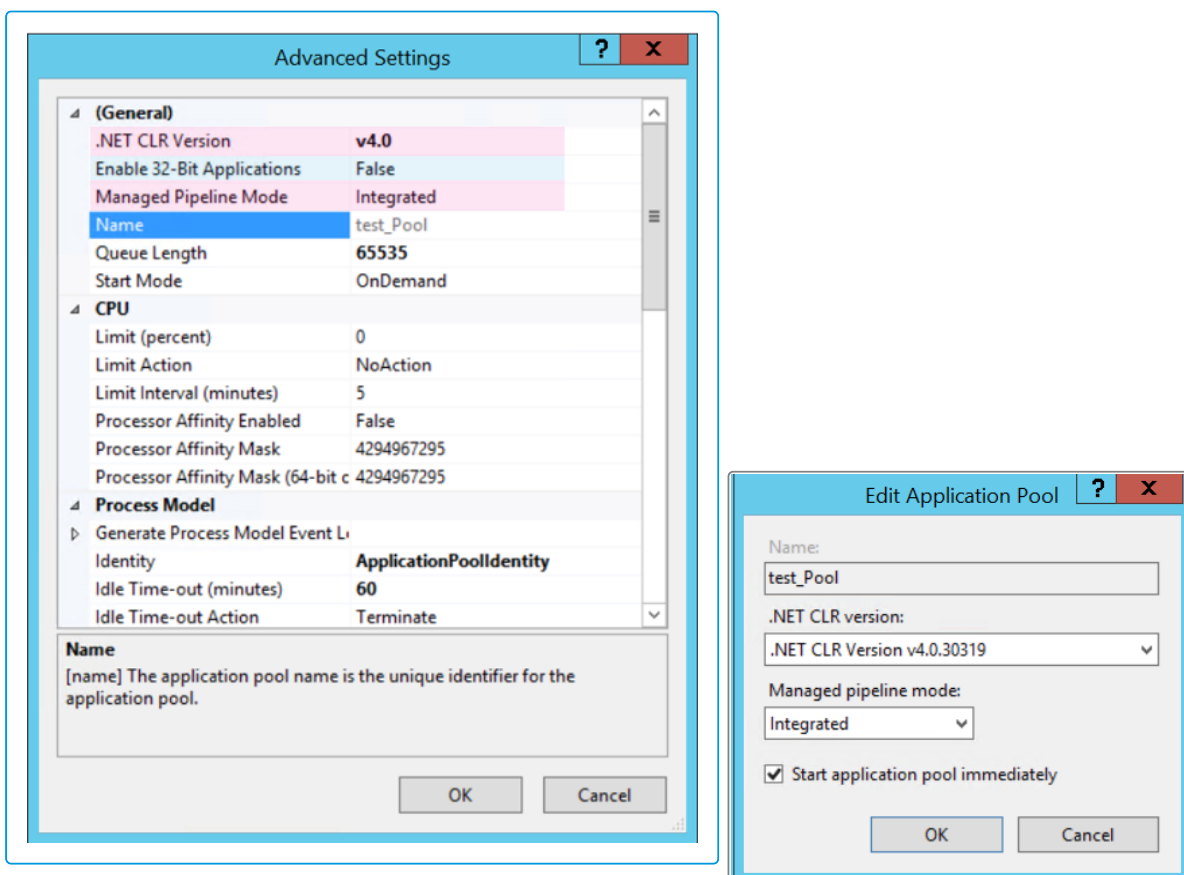 Advanced Settings
? x
(General)
.NET CLR Version v4.0
Enable 32-Bit Applications False
Managed Pipeline Mode Integrated
Name test_Pool
Queue Length 65535
Start Mode OnDemand
CPU
Limit (percent) 0
Limit Action NoAction
Limit Interval (minutes) 5
Processor Affinity Enabled False
Processor Affinity Mask 4294967295
Processor Affinity Mask (64-bit c 4294967295
Process Model
Generate Process Model Event L
Identity ApplicationPoolIdentity
Idle Time-out (minutes) 60
Idle Time-out Action Terminate
Name
[name] The application pool name is the unique identifier for the
application pool.
OK Cancel
Edit Application Pool
? x
Name:
test_Pool
.NET CLR version:
.NET CLR Version v4.0.30319
Managed pipeline mode:
Integrated
Start application pool immediately
OK Cancel